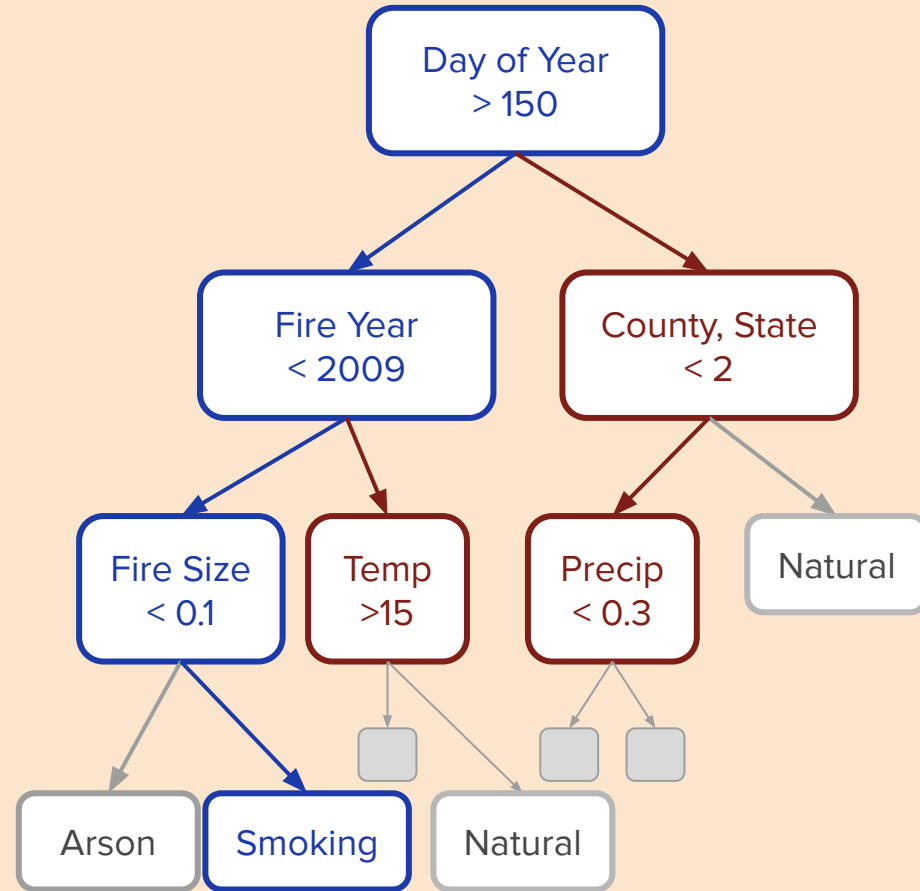 Day of Year
> 150
Fire Year
< 2009
County, State
< 2
Fire Size
< 0.1
Temp
>15
Precip
< 0.3
Natural
Arson
Smoking
Natural